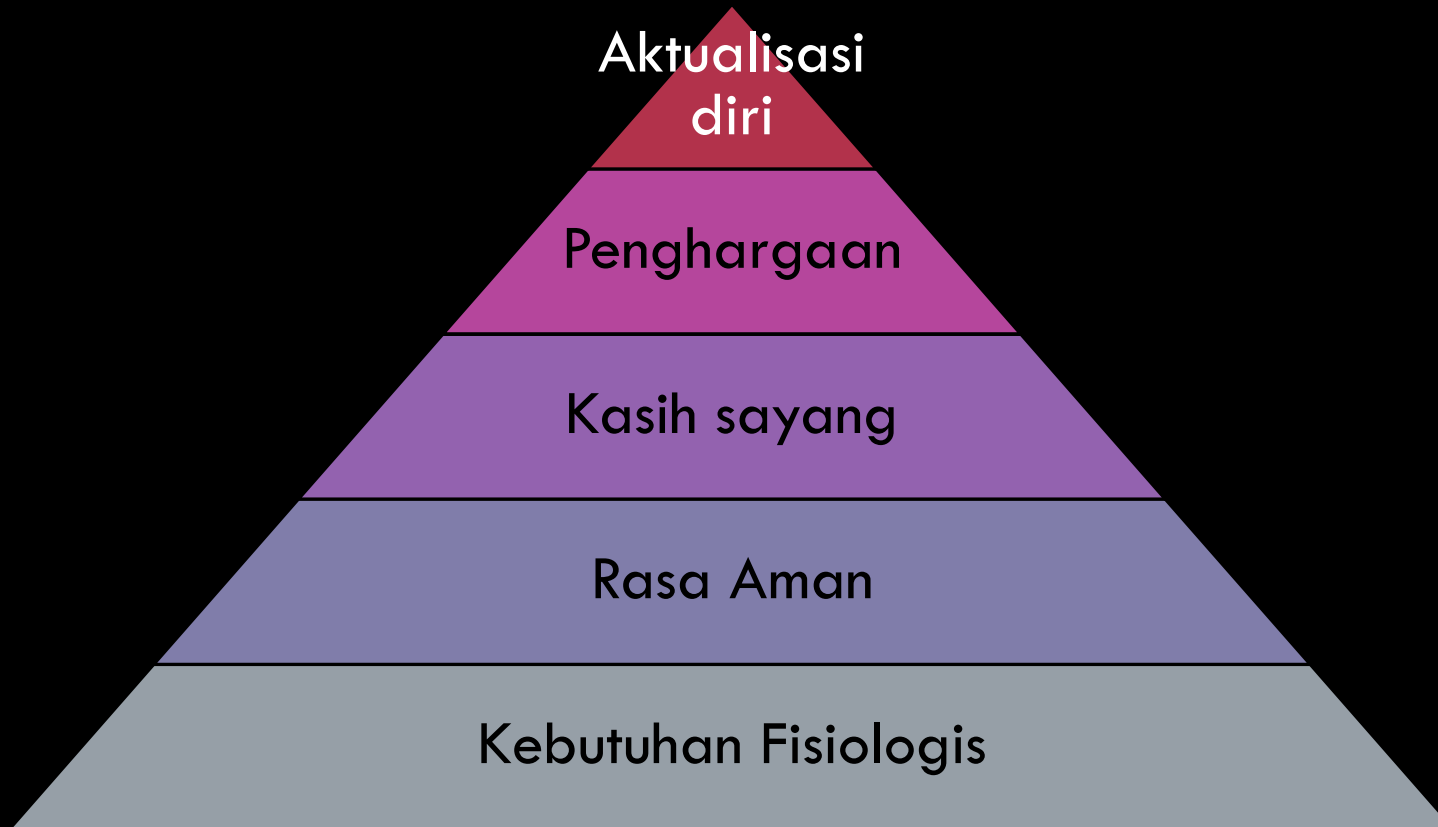 Aktualisasi
diri
Penghargaan
Kasih sayang
Rasa Aman
Kebutuhan Fisiologis